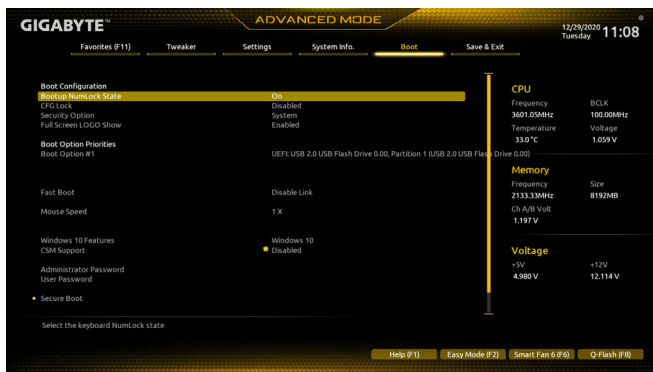 GIGABYTE™
ADVANCED MODE
12/29/2020 Tuesday 11:08
Favorites (F11) Tweaker Settings System Info. Boot Save & Exit
Boot Configuration
Bootup NumLock State On
CFG Lock Disabled
Security Option System
Full Screen LOGO Show Enabled
Boot Option Priorities
Boot Option #1 UEFI: USB 2.0 USB Flash Drive 0.00, Partition 1 (USB 2.0 USB Flash Drive 0.00)
Fast Boot Disable Link
Mouse Speed 1 X
Windows 10 Features Windows 10
CSM Support Disabled
Administrator Password
User Password
Secure Boot
Select the keyboard NumLock state
CPU
Frequency BCLK
3601.05MHz 100.00MHz
Temperature Voltage
33.0 °C 1.059 V
Memory
Frequency Size
2133.33MHz 8192MB
Ch A/B Volt
1.197 V
Voltage
+5V +12V
4.980 V 12.114 V
Help (F1) Easy Mode (F2) Smart Fan 6 (F6) Q-Flash (F8)